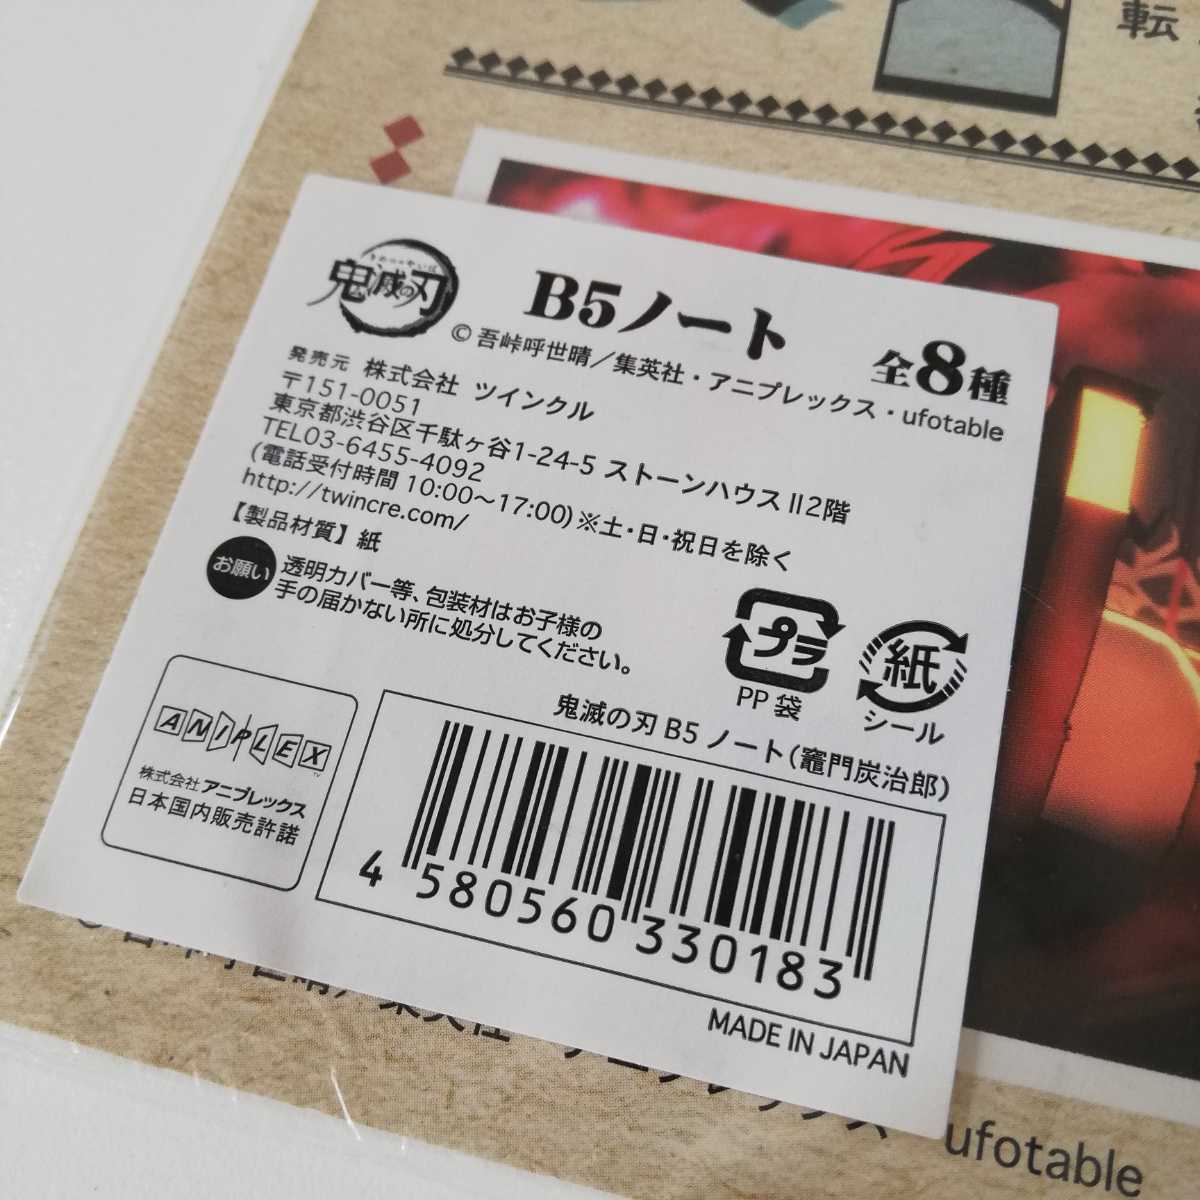 転
きめつのやいば
鬼滅の刃
B5ノート
全8種
©吾峠呼世晴／集英社・アニプレックス・ufotable
発売元 株式会社 ツインクル
〒151-0051
東京都渋谷区千駄ヶ谷1-24-5 ストーンハウスⅡ2階
TEL03-6455-4092
(電話受付時間 10:00～17:00)※土・日・祝日を除く
http://twincre.com/
【製品材質】紙
お願い
透明カバー等、包装材はお子様の
手の届かない所に処分してください。
プラ
PP 袋
紙
シール
ANIPLEX
TV
株式会社 アニプレックス
日本国内販売許諾
鬼滅の刃 B5 ノート(竈門炭治郎)
4 580560 330183
MADE IN JAPAN
ufotable